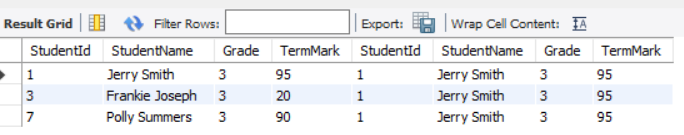 Result Grid Filter Rows: Export: Wrap Cell Content: IA
StudentId StudentName Grade TermMark StudentId StudentName Grade TermMark
1 Jerry Smith 3 95 1 Jerry Smith 3 95
3 Frankie Joseph 3 20 1 Jerry Smith 3 95
7 Polly Summers 3 90 1 Jerry Smith 3 95